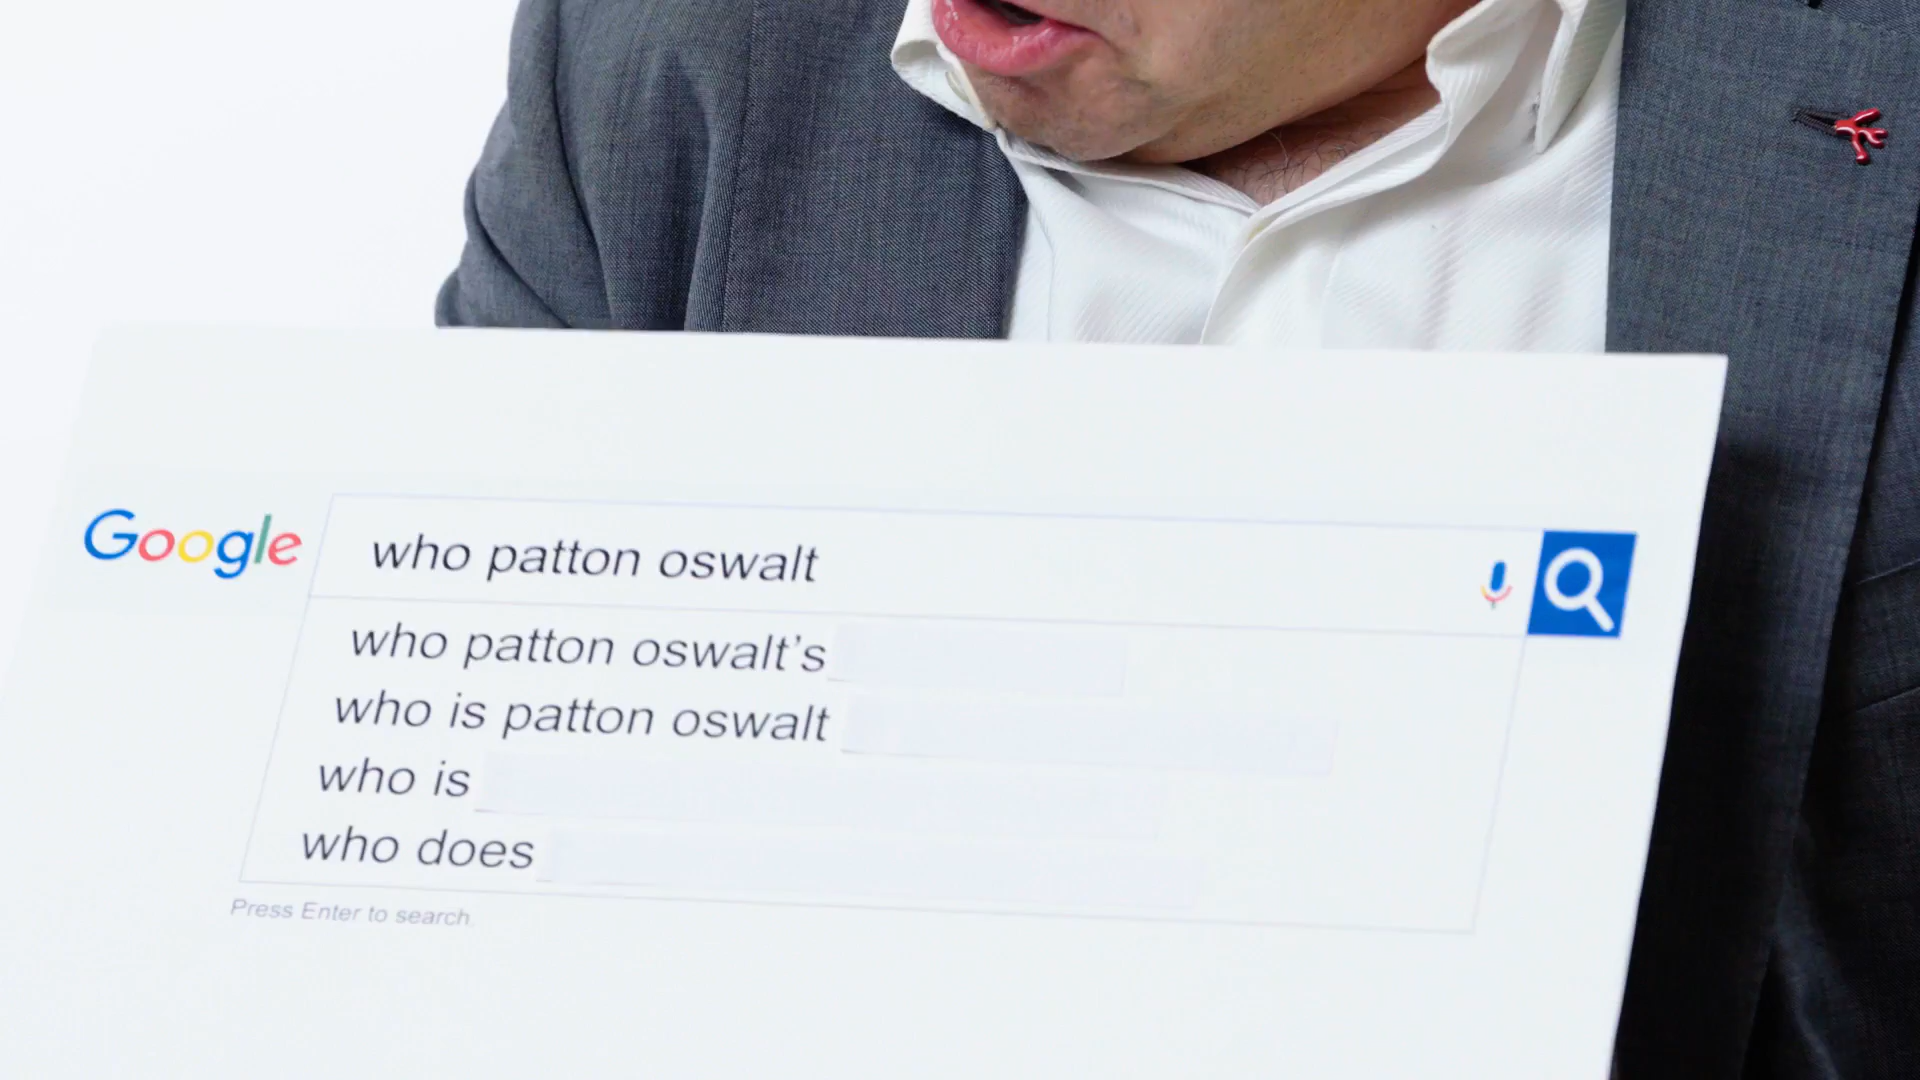 Google
who patton oswalt
who patton oswalt's
who is patton oswalt
who is
who does
Press Enter to search.